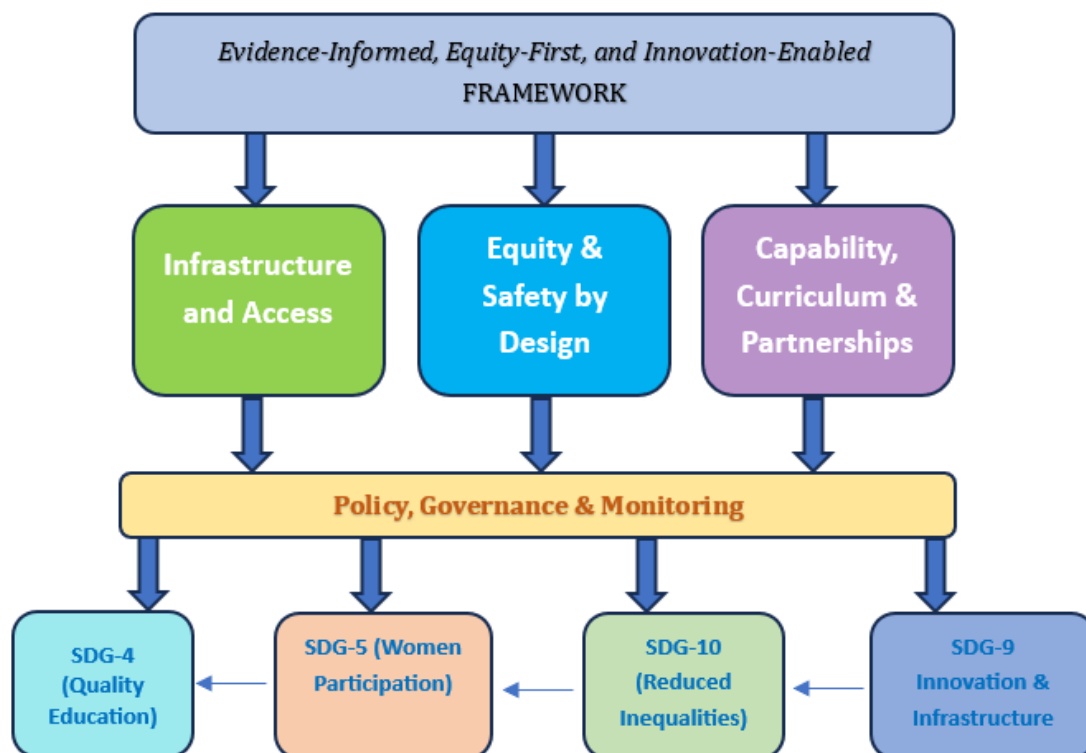 Evidence-Informed, Equity-First, and Innovation-Enabled
FRAMEWORK
Infrastructure
and Access
Equity &
Safety by
Design
Capability,
Curriculum &
Partnerships
Policy, Governance & Monitoring
SDG-4
(Quality
Education)
SDG-5 (Women
Participation)
SDG-10
(Reduced
Inequalities)
SDG-9
Innovation &
Infrastructure